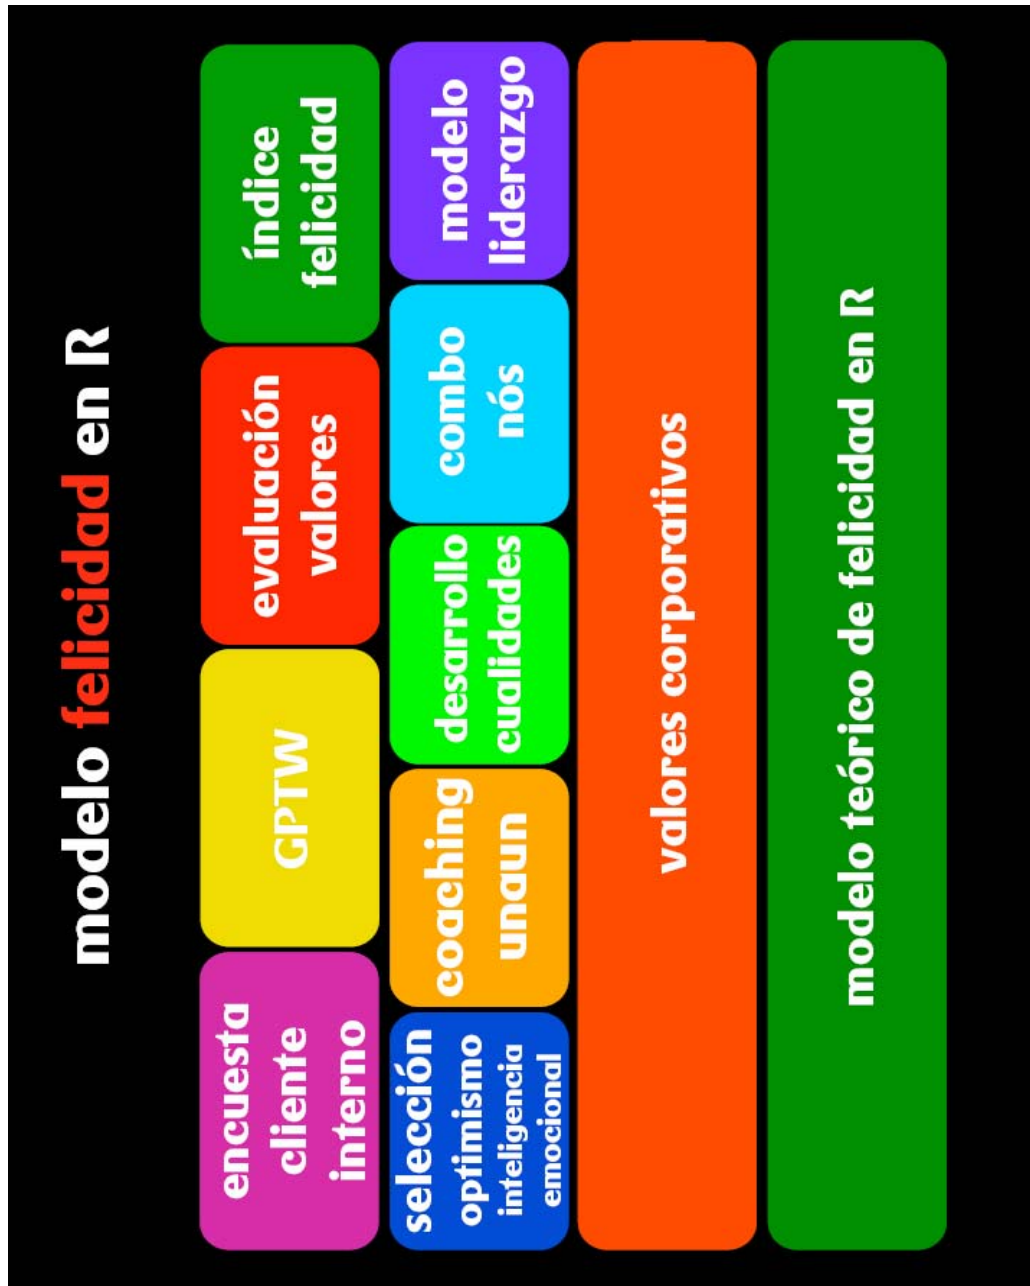 modelo felicidad en R
encuesta
cliente
interno
GPTW
evaluación
valores
índice
felicidad
selección
optimismo
inteligencia
emocional
coaching
unaun
desarrollo
cualidades
combo
nós
modelo
liderazgo
valores corporativos
modelo teórico de felicidad en R